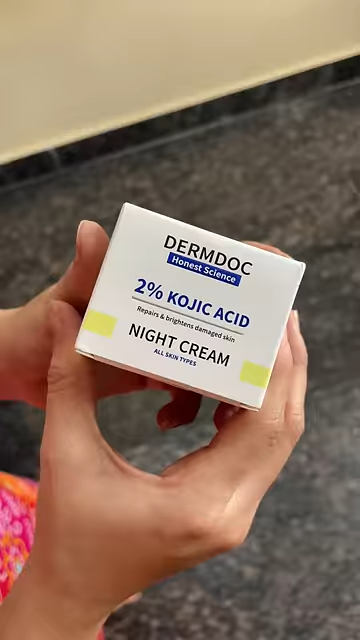 DERMDOC
Honest Science
2% KOJIC ACID
Repairs & brightens damaged skin
NIGHT CREAM
ALL SKIN TYPES